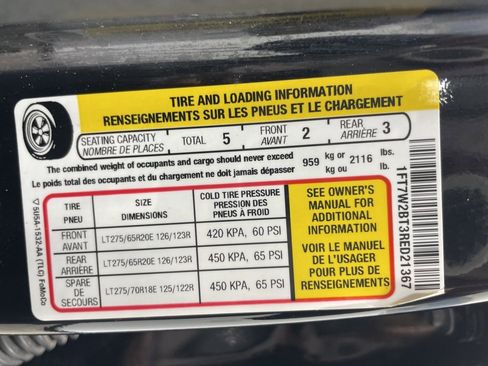 TIRE AND LOADING INFORMATION
RENSEIGNEMENTS SUR LES PNEUS ET LE CHARGEMENT
SEATING CAPACITY
NOMBRE DE PLACES
TOTAL 5
FRONT
AVANT 2
REAR
ARRIÈRE 3
The combined weight of occupants and cargo should never exceed
Le poids total des occupants et du chargement ne doit jamais dépasser
959 kg or 2116 lbs.
kg ou lb.
TIRE
PNEU
COLD TIRE PRESSURE
PRESSION DES
PNEUS À FROID
FRONT
AVANT
LT275/65R20E 126/123R
420 KPA, 60 PSI
REAR
ARRIÈRE
LT275/65R20E 126/123R
450 KPA, 65 PSI
SPARE
DE
SECOURS
LT275/70R18E 125/122R
450 KPA, 65 PSI
SEE OWNER'S
MANUAL FOR
ADDITIONAL
INFORMATION
VOIR LE MANUEL
DE L'USAGER
POUR PLUS DE
RENSEIGNEMENTS
5U5A-1532-AA (TLC) FoMoCo
1FT7W2BT3RED21367